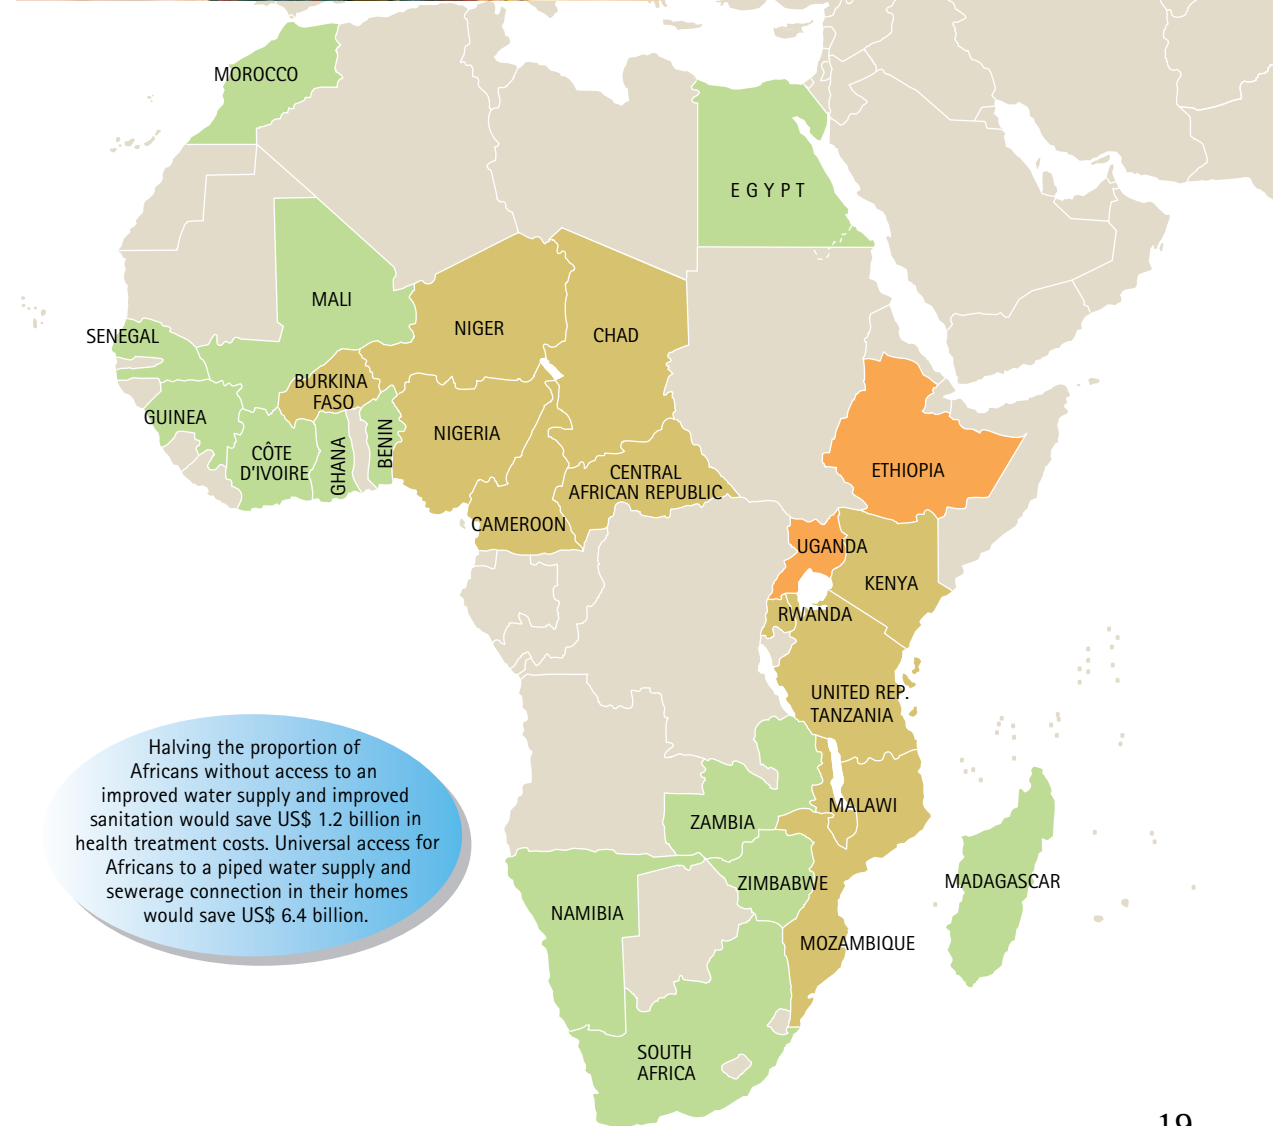 MOROCCO
EGYPT
MALI
SENEGAL
NIGER
CHAD
BURKINA
FASO
GUINEA
NIGERIA
CÔTE
D'IVOIRE
GHANA
BENIN
CENTRAL
AFRICAN REPUBLIC
ETHIOPIA
CAMEROON
UGANDA
KENYA
RWANDA
UNITED REP.
TANZANIA
Halving the proportion of
Africans without access to an
improved water supply and improved
sanitation would save US$ 1.2 billion in
health treatment costs. Universal access for
Africans to a piped water supply and
sewerage connection in their homes
would save US$ 6.4 billion.
MALAWI
ZAMBIA
ZIMBABWE
MADAGASCAR
NAMIBIA
MOZAMBIQUE
SOUTH
AFRICA
19